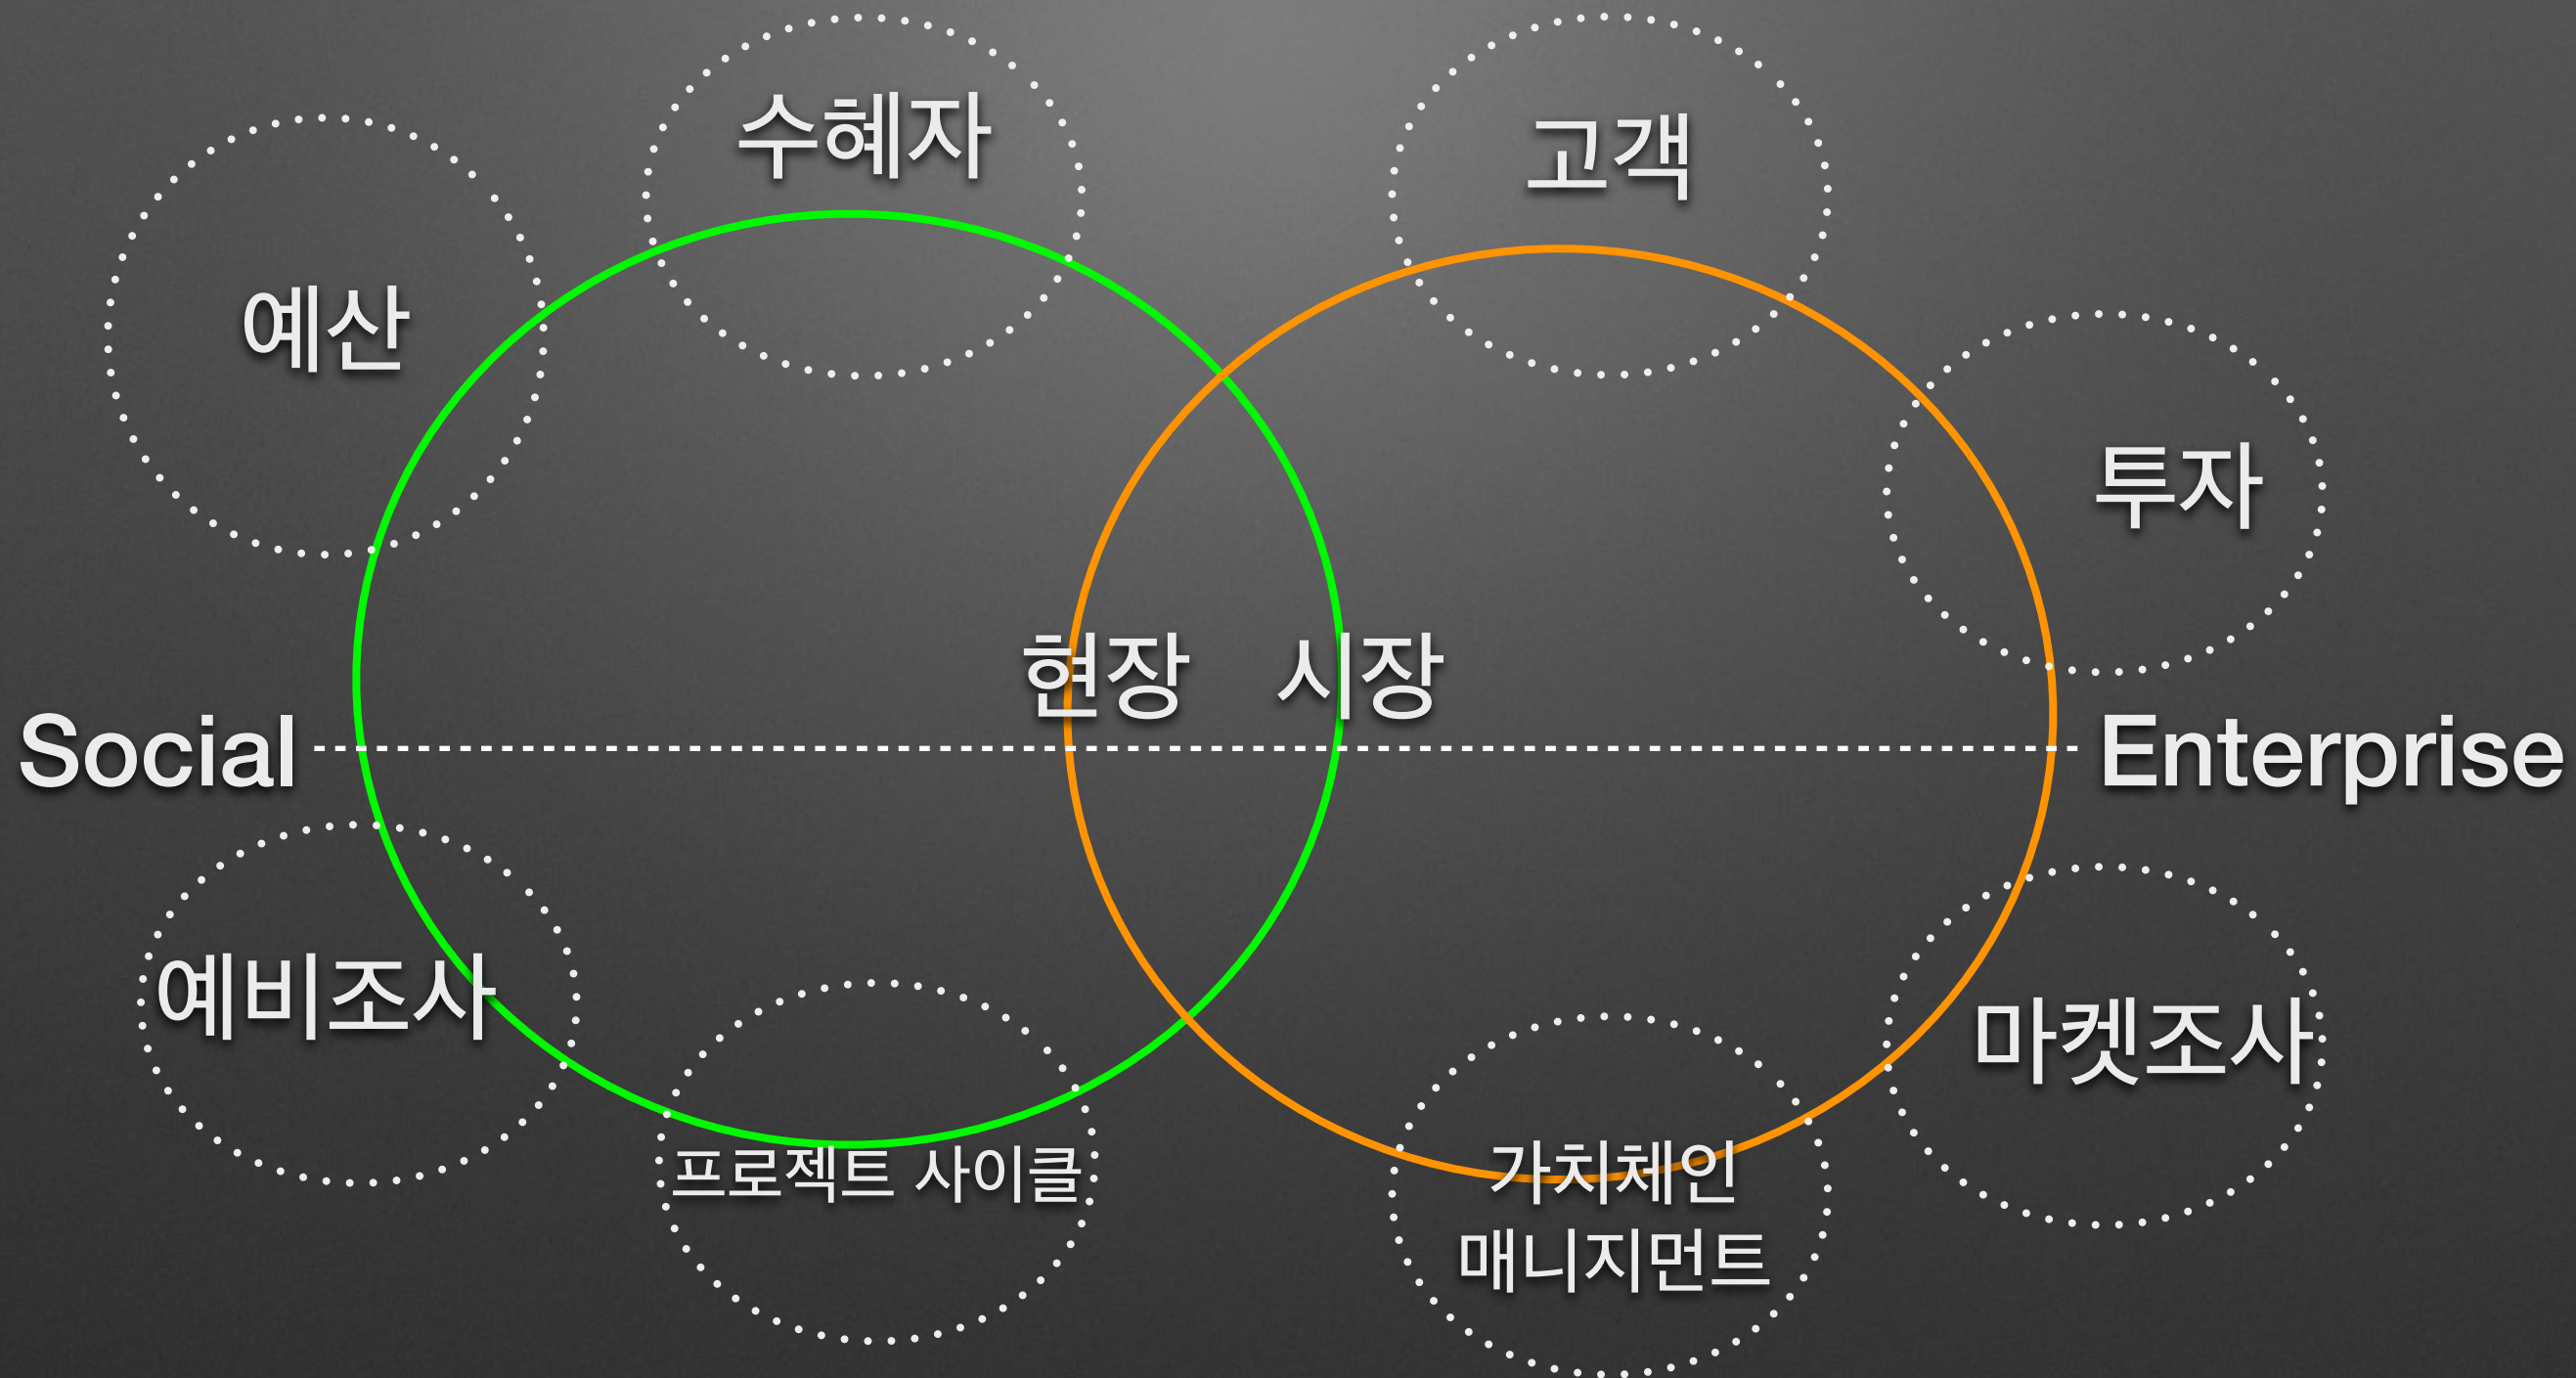 수혜자
고객
예산
투자
현장 시장
Social
Enterprise
예비조사
마켓조사
프로젝트 사이클
가치체인
매니지먼트